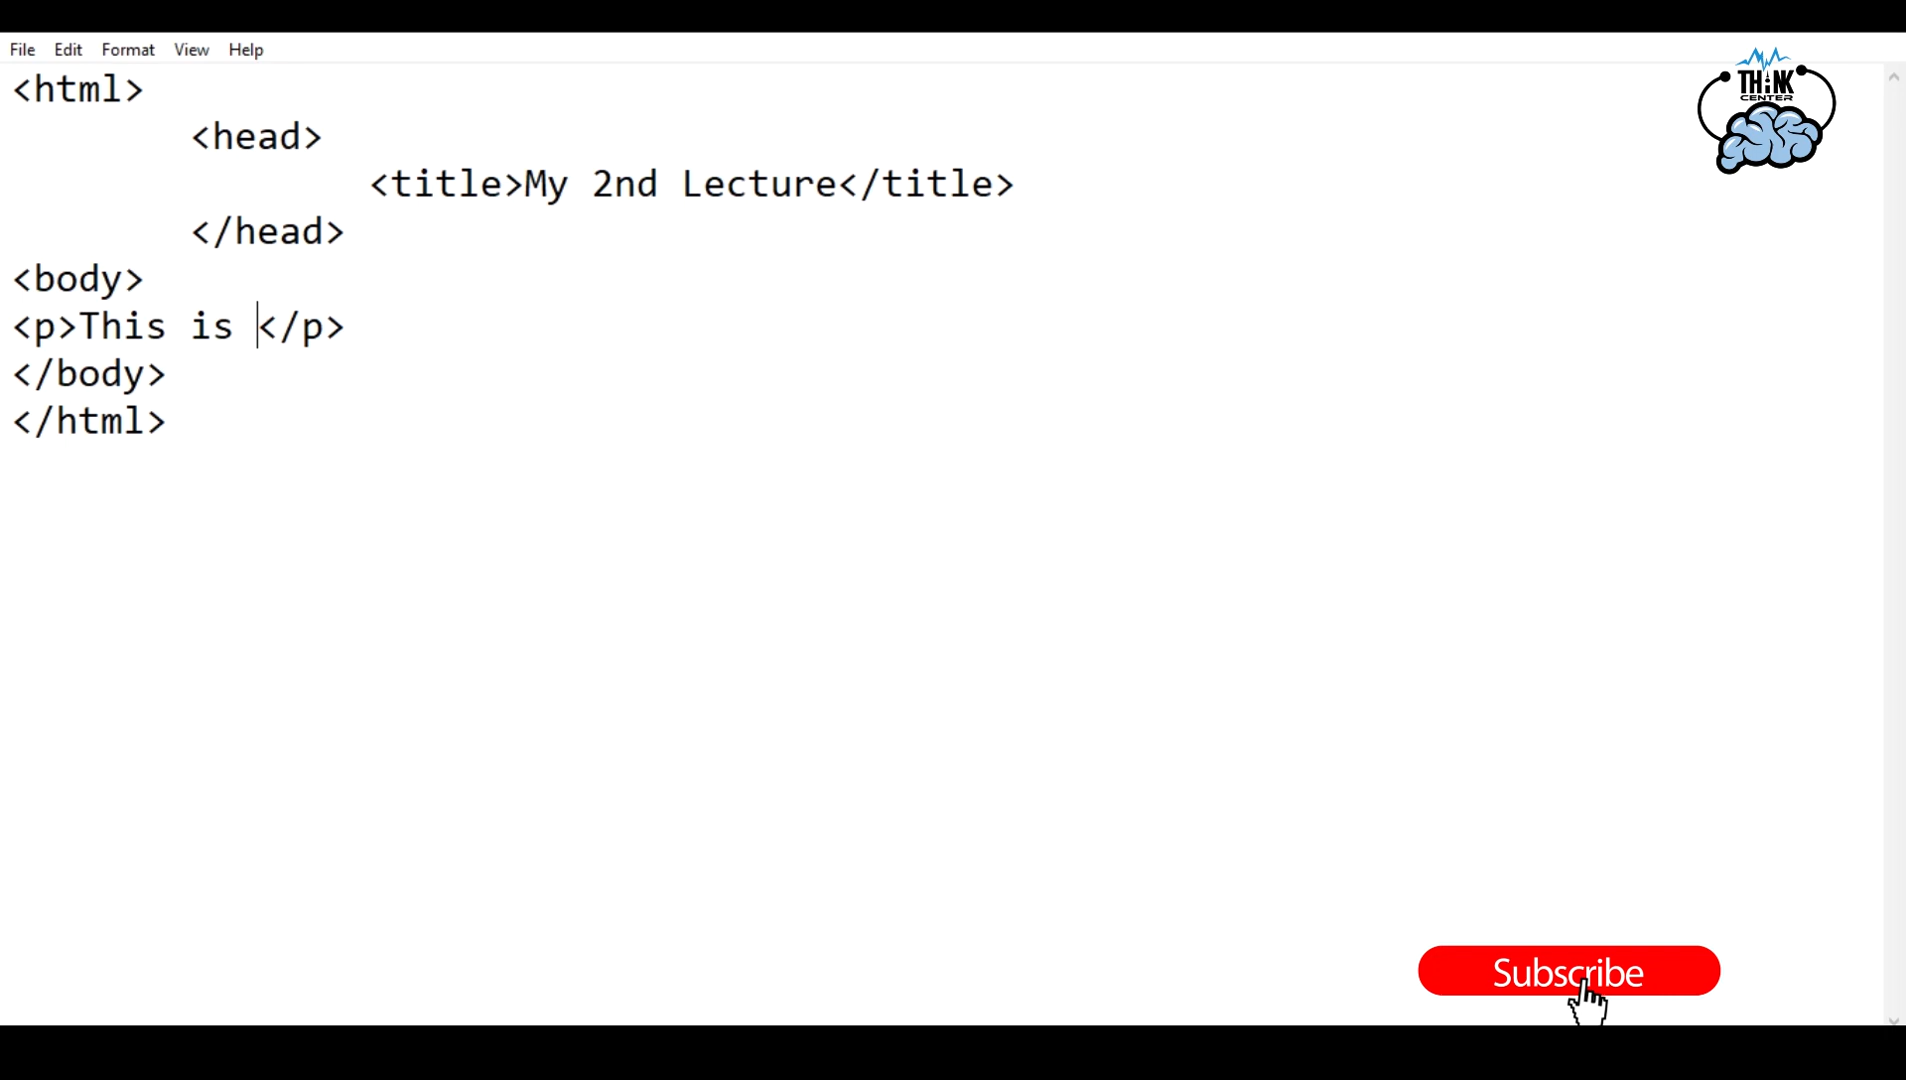 File Edit Format View Help
<html>
<head>
<title>My 2nd Lecture</title>
</head>
<body>
<p>This is </p>
</body>
</html>
THiNK
CENTER
Subscribe